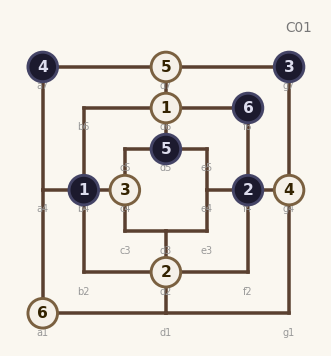 C01
4 5 3
a7 d7 g7
1 6
b6 d6 f6
5
c5 d5 e5
1 3 2 4
a4 b4 c4 e4 f4 g4
c3 d3 e3
2
b2 d2 f2
6
a1 d1 g1